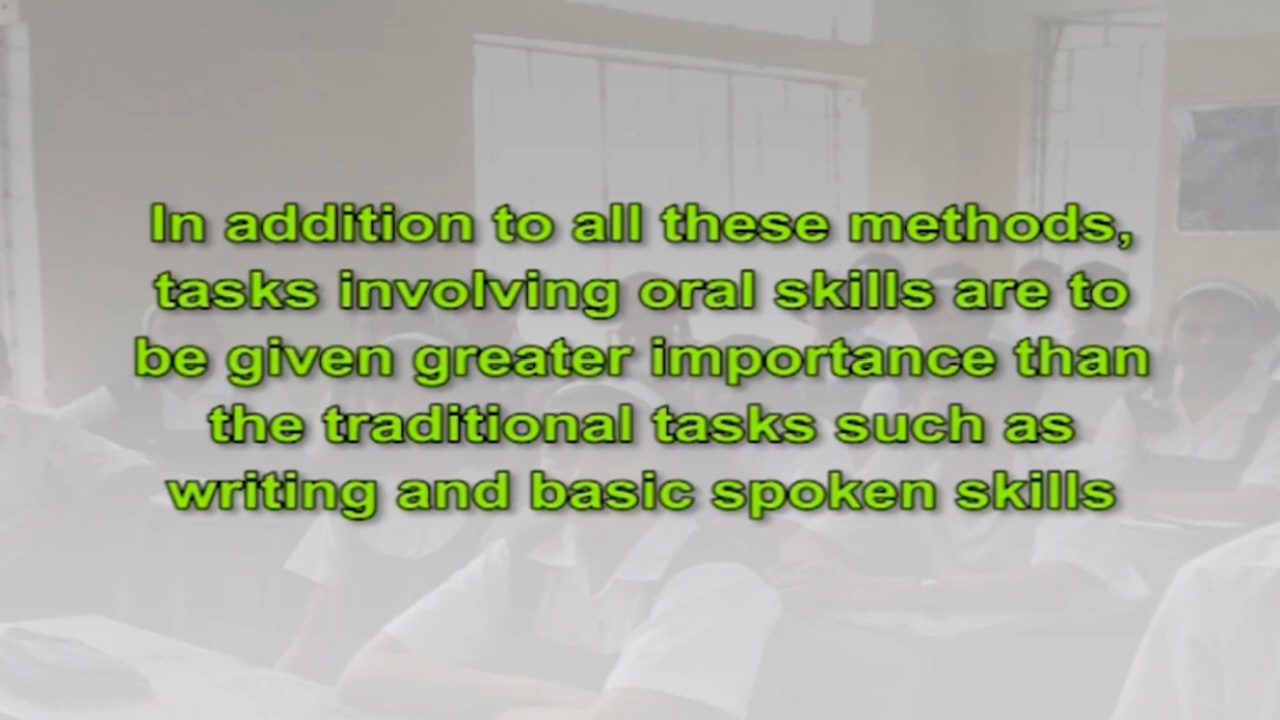 In addition to all these methods,
tasks involving oral skills are to
be given greater importance than
the traditional tasks such as
writing and basic spoken skills